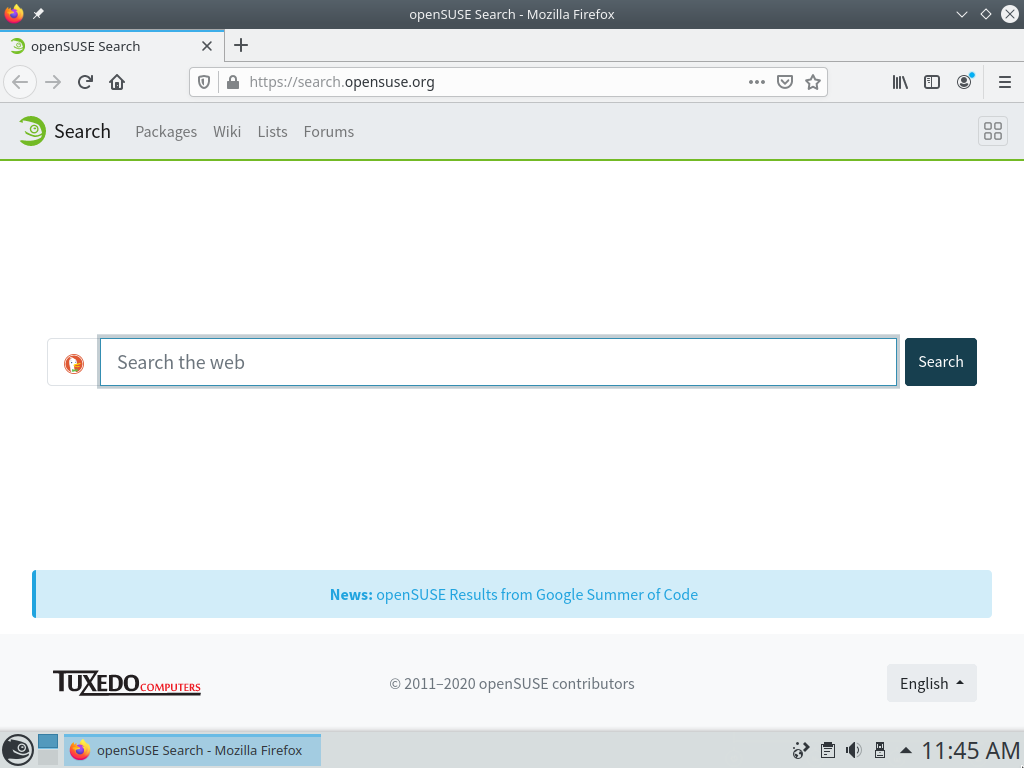 openSUSE Search - Mozilla Firefox
openSUSE Search
https://search.opensuse.org
Search Packages Wiki Lists Forums
Search the web
Search
News: openSUSE Results from Google Summer of Code
TUXEDO COMPUTERS
© 2011–2020 openSUSE contributors
English
openSUSE Search - Mozilla Firefox
11:45 AM